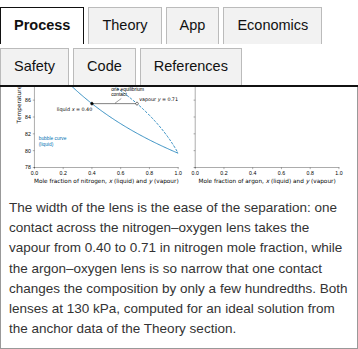 Process
Theory
App
Economics
Safety
Code
References
Temperature
86
84
82
80
78
one equilibrium
contact
vapour y = 0.71
liquid x = 0.40
bubble curve
(liquid)
0.0 0.2 0.4 0.6 0.8 1.0
0.0 0.2 0.4 0.6 0.8 1.0
Mole fraction of nitrogen, x (liquid) and y (vapour)
Mole fraction of argon, x (liquid) and y (vapour)
The width of the lens is the ease of the separation: one
contact across the nitrogen–oxygen lens takes the
vapour from 0.40 to 0.71 in nitrogen mole fraction, while
the argon–oxygen lens is so narrow that one contact
changes the composition by only a few hundredths. Both
lenses at 130 kPa, computed for an ideal solution from
the anchor data of the Theory section.